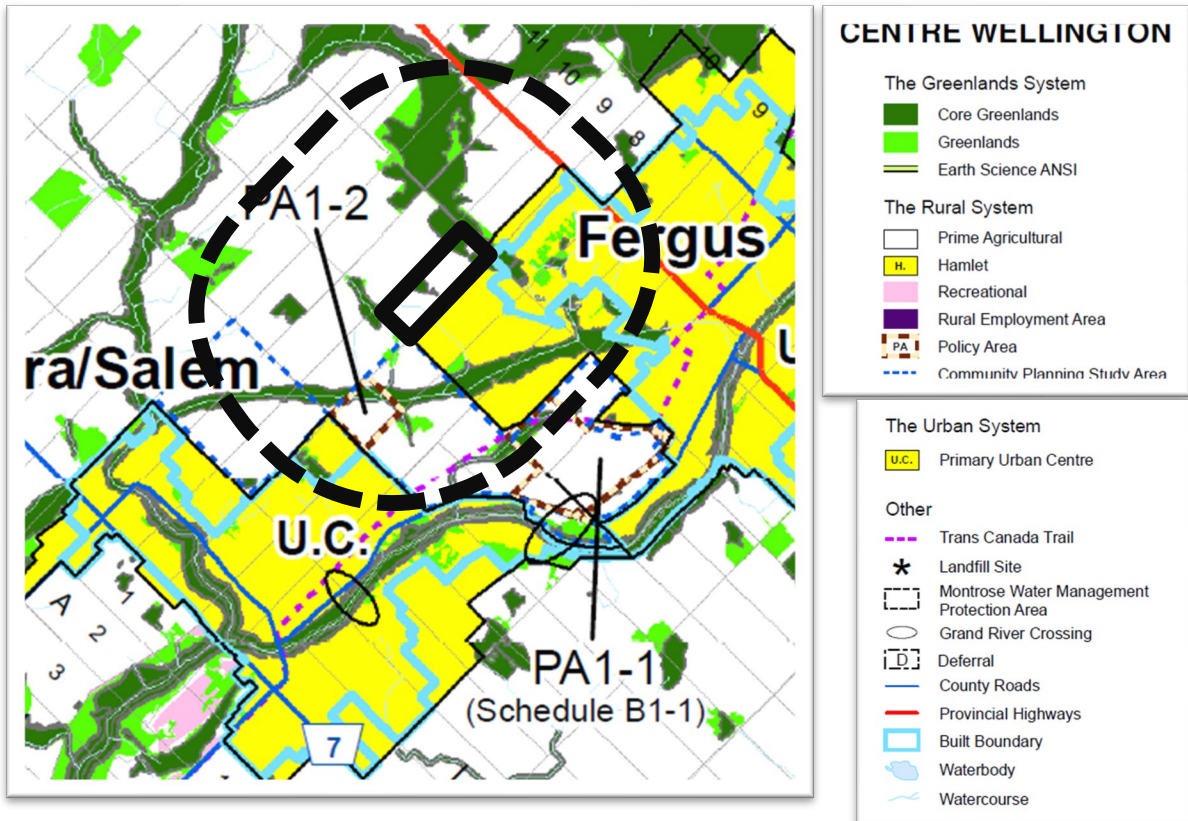 11
10
9
8
10
9
PA1-2
Fergus
U
ra/Salem
U.C.
A
1
2
3
PA1-1
(Schedule B1-1)
7
CENTRE WELLINGTON
The Greenlands System
Core Greenlands
Greenlands
Earth Science ANSI
The Rural System
Prime Agricultural
H. Hamlet
Recreational
Rural Employment Area
PA Policy Area
Community Planning Study Area
The Urban System
U.C. Primary Urban Centre
Other
Trans Canada Trail
Landfill Site
Montrose Water Management
Protection Area
Grand River Crossing
D Deferral
County Roads
Provincial Highways
Built Boundary
Waterbody
Watercourse